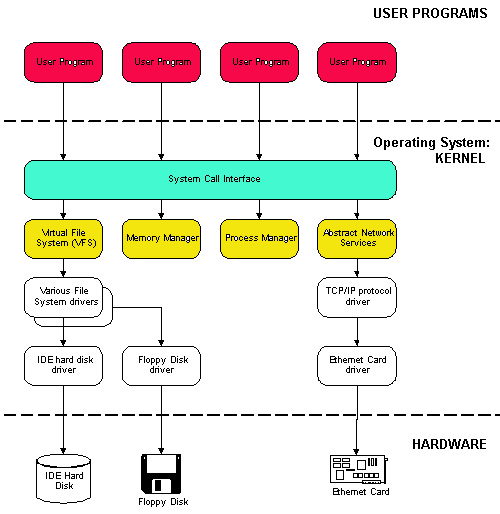 USER PROGRAMS
User Program
User Program
User Program
User Program
Operating System:
KERNEL
System Call Interface
Virtual File
System (VFS)
Memory Manager
Process Manager
Abstract Network
Services
Various File
System drivers
TCP/IP protocol
driver
IDE hard disk
driver
Floppy Disk
driver
Ethernet Card
driver
HARDWARE
IDE Hard
Disk
Floppy Disk
Ethernet Card